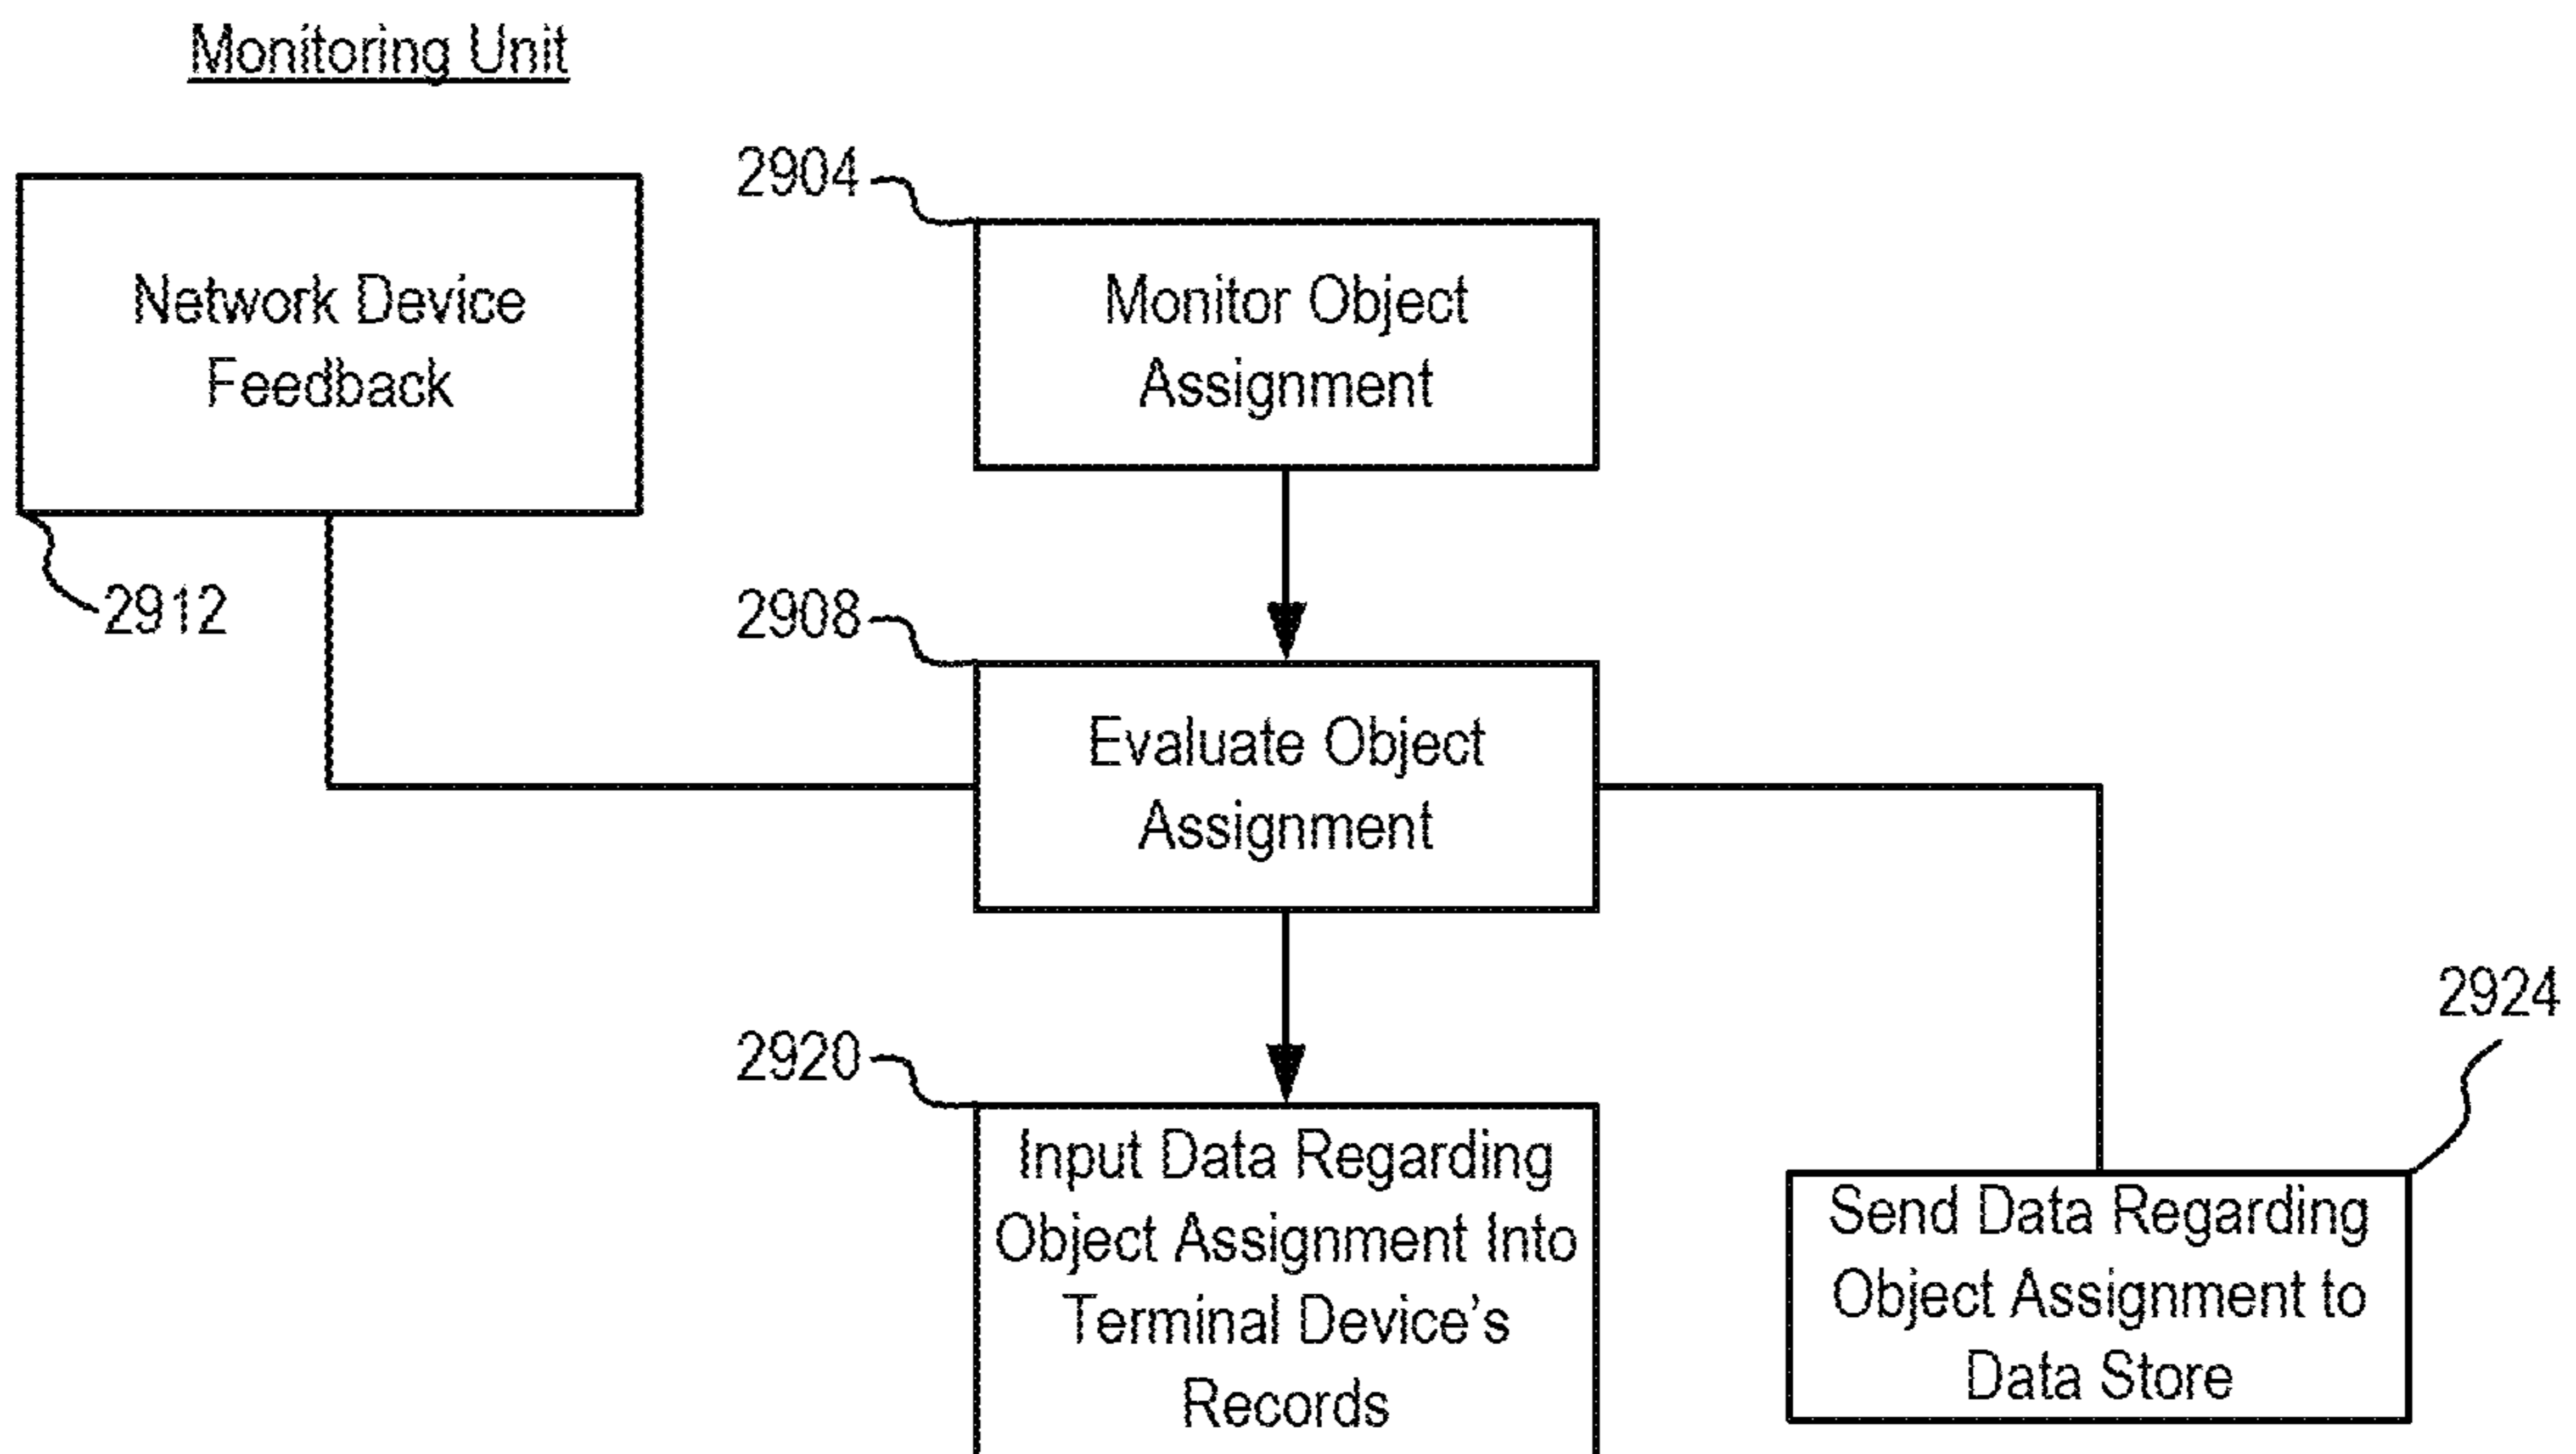 Monitoring Unit
2904
Network Device
Feedback
Monitor Object
Assignment
2912
2908
Evaluate Object
Assignment
2924
2920
Input Data Regarding
Object Assignment Into
Terminal Device's
Records
Send Data Regarding
Object Assignment to
Data Store